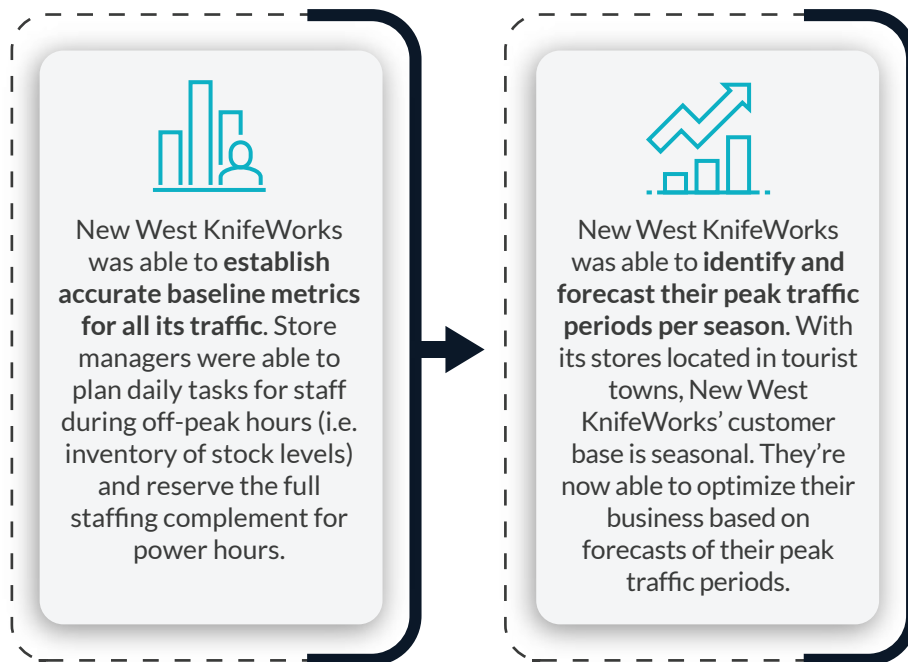 New West KnifeWorks
was able to establish
accurate baseline metrics
for all its traffic. Store
managers were able to
plan daily tasks for staff
during off-peak hours (i.e.
inventory of stock levels)
and reserve the full
staffing complement for
power hours.
New West KnifeWorks
was able to identify and
forecast their peak traffic
periods per season. With
its stores located in tourist
towns, New West
KnifeWorks’ customer
base is seasonal. They’re
now able to optimize their
business based on
forecasts of their peak
traffic periods.